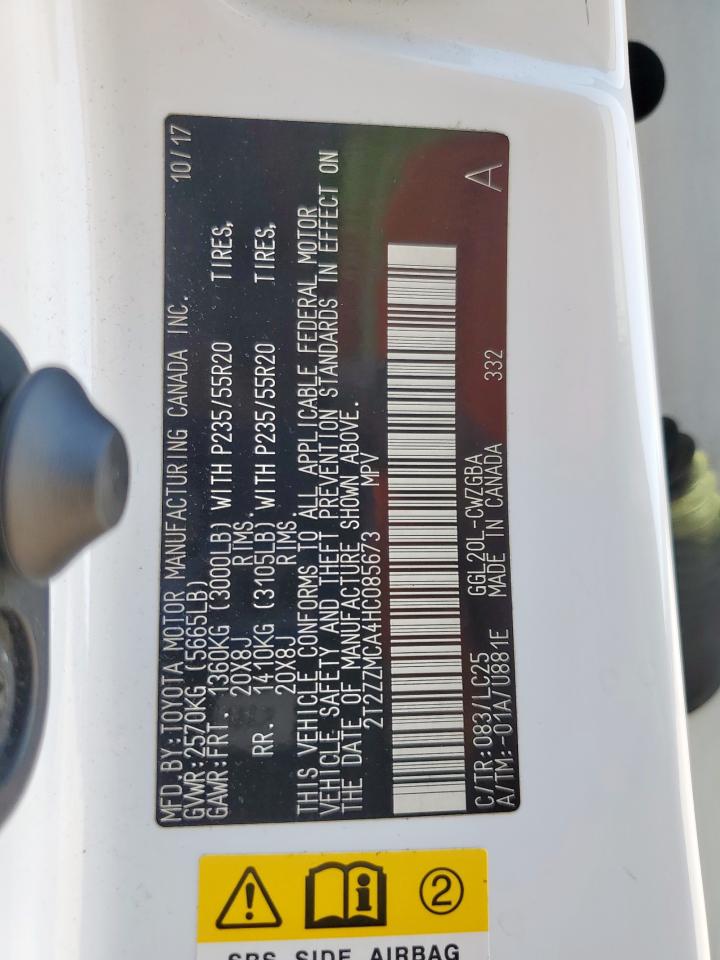 MFD.BY:TOYOTA MOTOR MANUFACTURING CANADA INC. 10/17
GVWR:2570KG (5665LB)
GAWR:FRT. 1360KG (3000LB) WITH P235/55R20 TIRES,
20X8J RIMS.
RR. 1410KG (3105LB) WITH P235/55R20 TIRES,
20X8J RIMS.
THIS VEHICLE CONFORMS TO ALL APPLICABLE FEDERAL MOTOR
VEHICLE SAFETY AND THEFT PREVENTION STANDARDS IN EFFECT ON
THE DATE OF MANUFACTURE SHOWN ABOVE.
2T2ZZMCA4HC085673 MPV
A
C/TR:083/LC25 GGL20L-CWZGBA
A/TM:-01A/U881E MADE IN CANADA 332
2
SRS SIDE AIRBAG